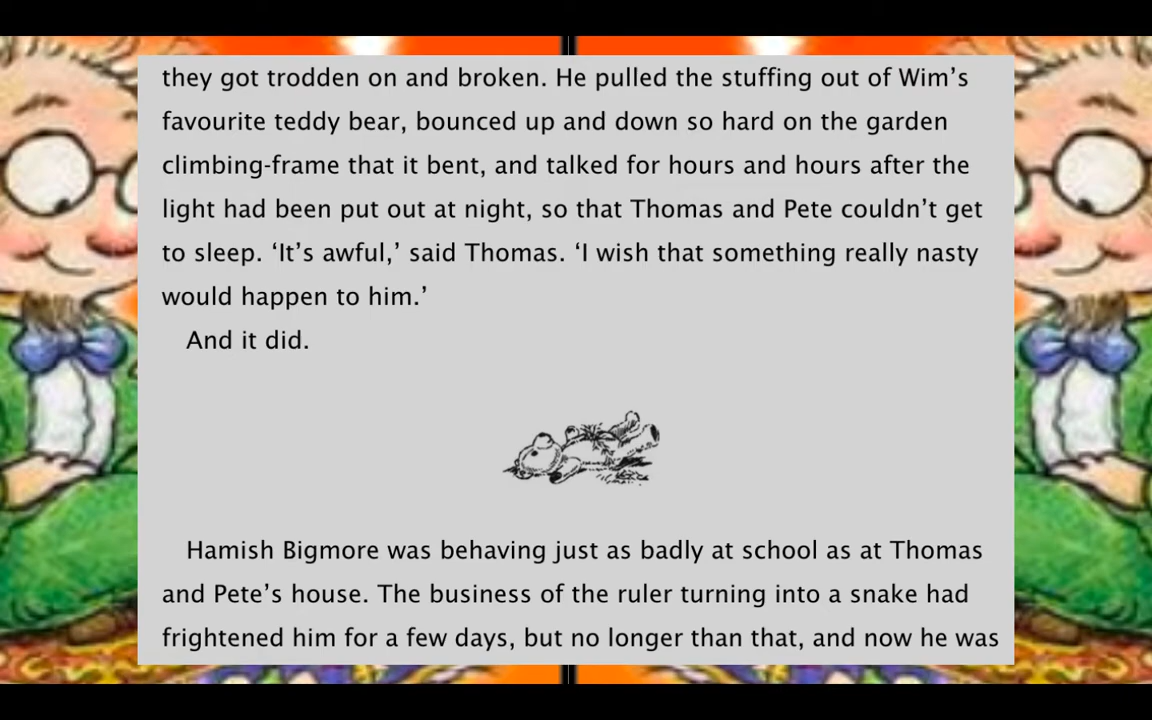 they got trodden on and broken. He pulled the stuffing out of Wim’s
favourite teddy bear, bounced up and down so hard on the garden
climbing-frame that it bent, and talked for hours and hours after the
light had been put out at night, so that Thomas and Pete couldn’t get
to sleep. ‘It’s awful,’ said Thomas. ‘I wish that something really nasty
would happen to him.’
And it did.
Hamish Bigmore was behaving just as badly at school as at Thomas
and Pete’s house. The business of the ruler turning into a snake had
frightened him for a few days, but no longer than that, and now he was